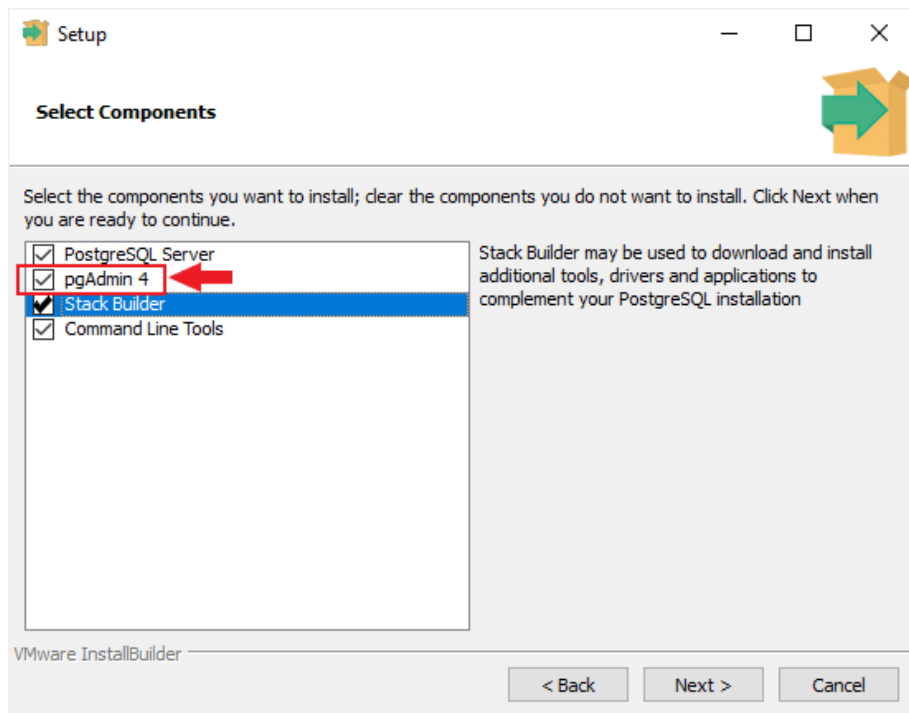 Setup
Select Components
Select the components you want to install; clear the components you do not want to install. Click Next when
you are ready to continue.
PostgreSQL Server
pgAdmin 4
Stack Builder
Command Line Tools
Stack Builder may be used to download and install
additional tools, drivers and applications to
complement your PostgreSQL installation
VMware InstallBuilder
< Back
Next >
Cancel